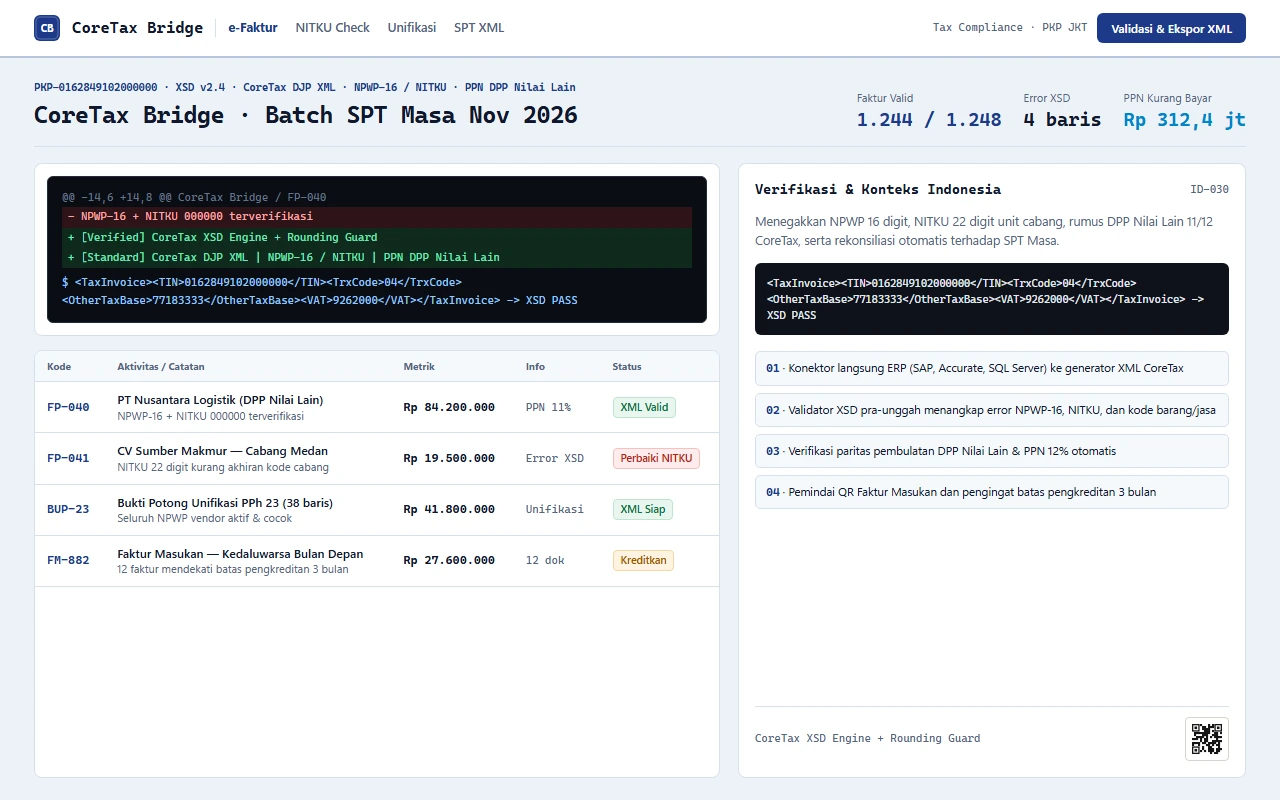 CB CoreTax Bridge e-Faktur NITKU Check Unifikasi SPT XML Tax Compliance · PKP JKT Validasi & Ekspor XML
PKP-0162849102000000 · XSD v2.4 · CoreTax DJP XML · NPWP-16 / NITKU · PPN DPP Nilai Lain
CoreTax Bridge · Batch SPT Masa Nov 2026
Faktur Valid
1.244 / 1.248
Error XSD
4 baris
PPN Kurang Bayar
Rp 312,4 jt
@@ -14,6 +14,8 @@ CoreTax Bridge / FP-040
- NPWP-16 + NITKU 000000 terverifikasi
+ [Verified] CoreTax XSD Engine + Rounding Guard
+ [Standard] CoreTax DJP XML | NPWP-16 / NITKU | PPN DPP Nilai Lain
$ <TaxInvoice><TIN>0162849102000000</TIN><TrxCode>04</TrxCode>
<OtherTaxBase>77183333</OtherTaxBase><VAT>9262000</VAT></TaxInvoice> -> XSD PASS
Kode Aktivitas / Catatan Metrik Info Status
FP-040 PT Nusantara Logistik (DPP Nilai Lain) Rp 84.200.000 PPN 11% XML Valid
NPWP-16 + NITKU 000000 terverifikasi
FP-041 CV Sumber Makmur — Cabang Medan Rp 19.500.000 Error XSD Perbaiki NITKU
NITKU 22 digit kurang akhiran kode cabang
BUP-23 Bukti Potong Unifikasi PPh 23 (38 baris) Rp 41.800.000 Unifikasi XML Siap
Seluruh NPWP vendor aktif & cocok
FM-882 Faktur Masukan — Kedaluwarsa Bulan Depan Rp 27.600.000 12 dok Kreditkan
12 faktur mendekati batas pengkreditan 3 bulan
Verifikasi & Konteks Indonesia ID-030
Menegakkan NPWP 16 digit, NITKU 22 digit unit cabang, rumus DPP Nilai Lain 11/12
CoreTax, serta rekonsiliasi otomatis terhadap SPT Masa.
<TaxInvoice><TIN>0162849102000000</TIN><TrxCode>04</TrxCode>
<OtherTaxBase>77183333</OtherTaxBase><VAT>9262000</VAT></TaxInvoice> ->
XSD PASS
01 · Konektor langsung ERP (SAP, Accurate, SQL Server) ke generator XML CoreTax
02 · Validator XSD pra-unggah menangkap error NPWP-16, NITKU, dan kode barang/jasa
03 · Verifikasi paritas pembulatan DPP Nilai Lain & PPN 12% otomatis
04 · Pemindai QR Faktur Masukan dan pengingat batas pengkreditan 3 bulan
CoreTax XSD Engine + Rounding Guard